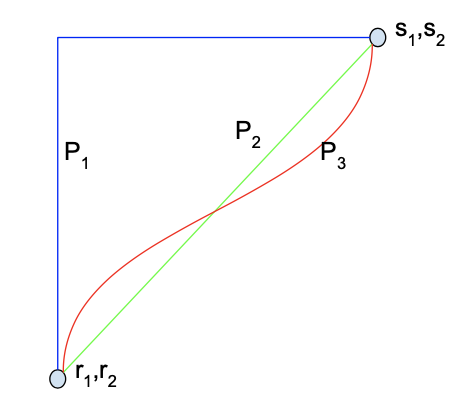 s₁,s₂
P₂
P₁
P₃
r₁,r₂